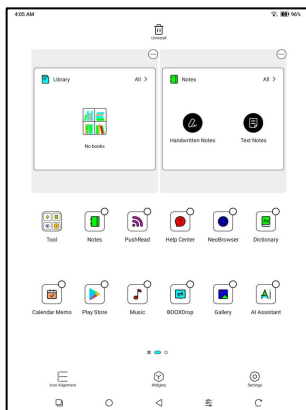 4:05 AM 96%
Uninstall
Library All >
No books
Notes All >
Handwritten Notes Text Notes
Tool Notes PushRead Help Center NeoBrowser Dictionary
Calendar Memo Play Store Music BOOXDrop Gallery AI Assistant
Icon Alignment Widgets Settings